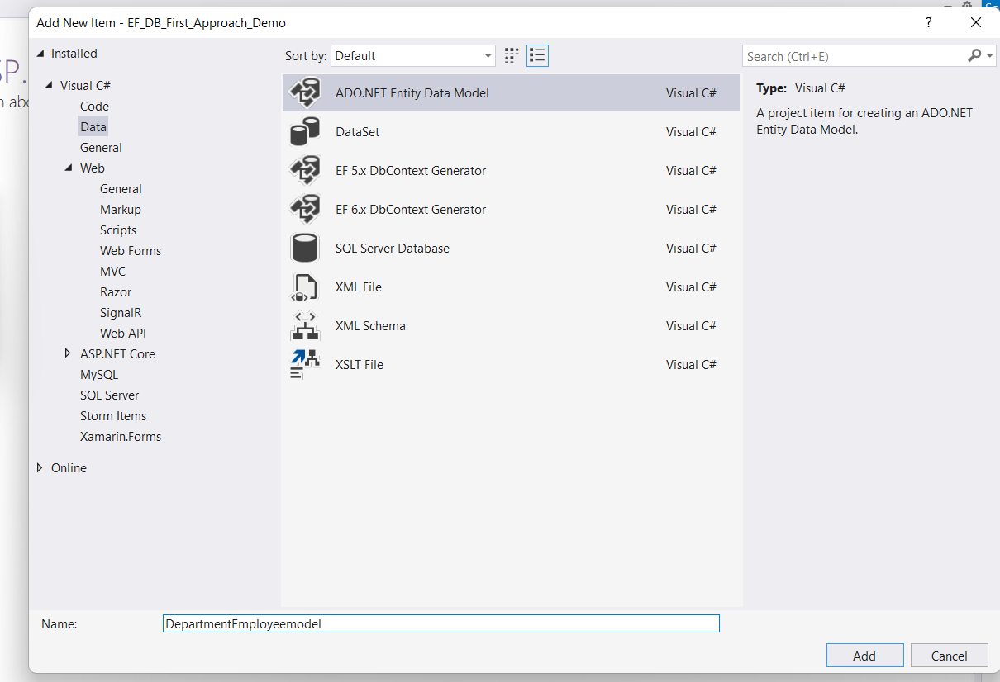 Add New Item - EF_DB_First_Approach_Demo
?
Installed
Sort by: Default
Search (Ctrl+E)
Visual C#
Code
Data
General
Web
General
Markup
Scripts
Web Forms
MVC
Razor
SignalR
Web API
ASP.NET Core
MySQL
SQL Server
Storm Items
Xamarin.Forms
Online
ADO.NET Entity Data Model Visual C#
DataSet Visual C#
EF 5.x DbContext Generator Visual C#
EF 6.x DbContext Generator Visual C#
SQL Server Database Visual C#
XML File Visual C#
XML Schema Visual C#
XSLT File Visual C#
Type: Visual C#
A project item for creating an ADO.NET
Entity Data Model.
Name: DepartmentEmployeemodel
Add Cancel